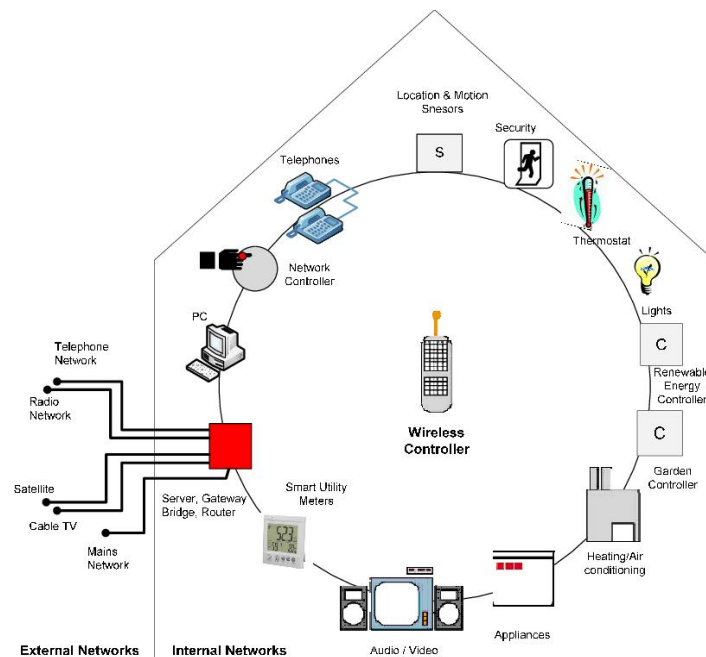 Location & Motion
Snesors
S
Security
Telephones
Thermostat
Network
Controller
Lights
PC
C
Renewable
Energy
Controller
Telephone
Network
Radio
Network
Wireless
Controller
C
Garden
Controller
Satellite
Cable TV
Mains
Network
Server, Gateway
Bridge, Router
Smart Utility
Meters
Heating/Air
conditioning
Appliances
Audio / Video
External Networks
Internal Networks